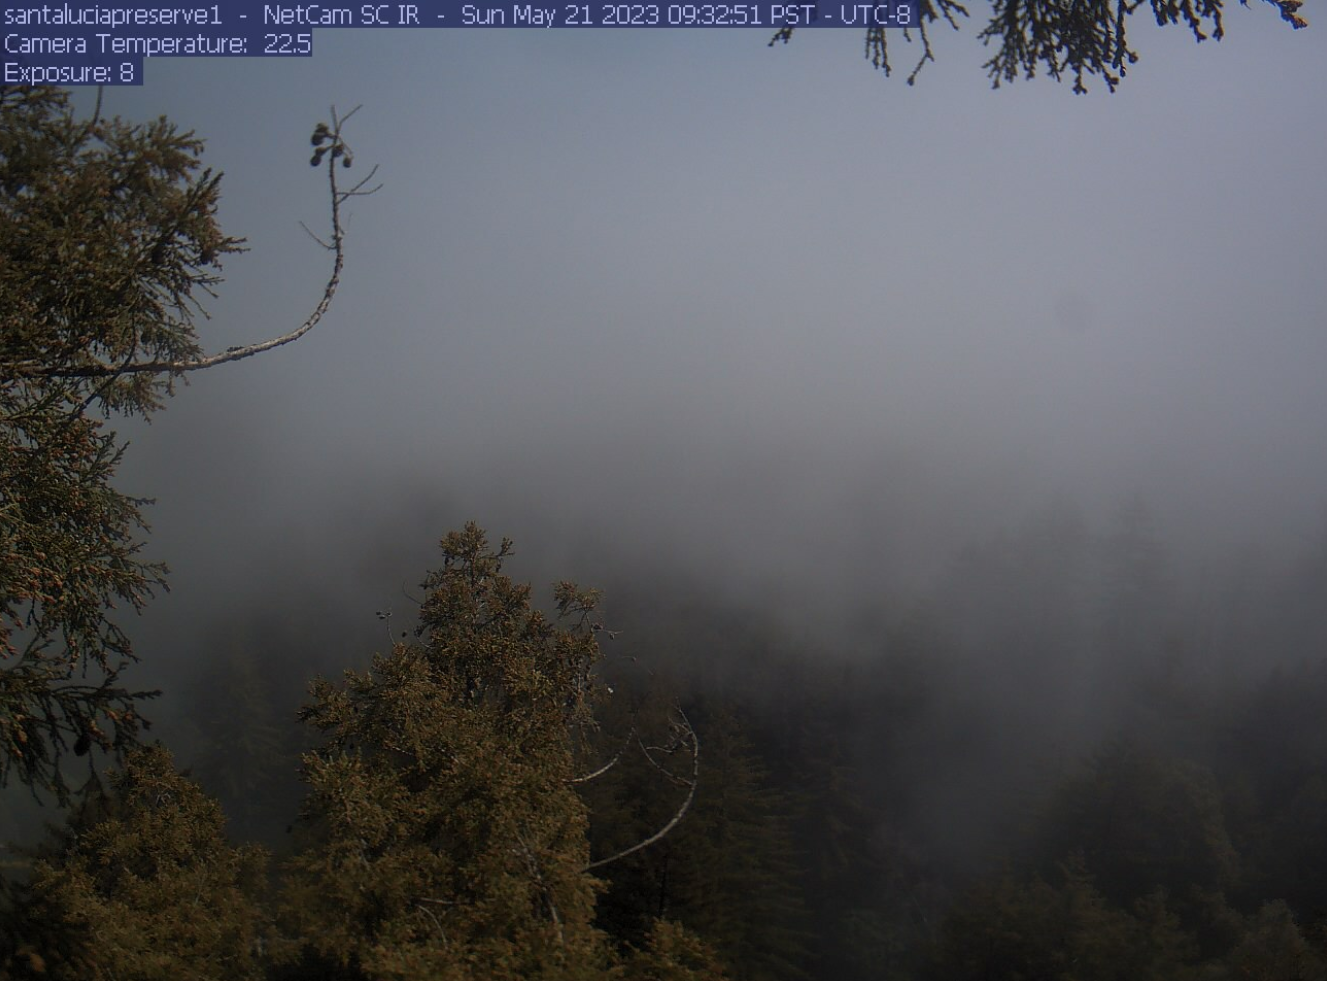 santaluciapreserve1 - NetCam SC IR - Sun May 21 2023 09:32:51 PST - UTC-8
Camera Temperature: 22.5
Exposure: 8